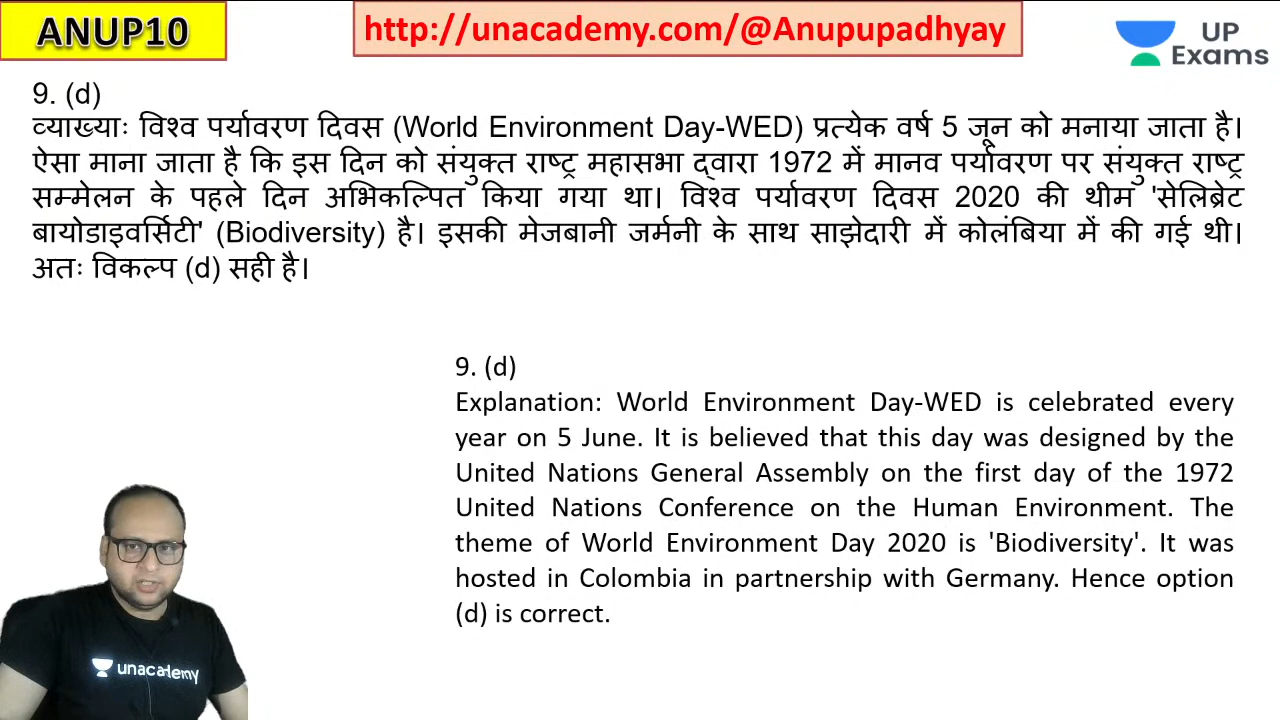 ANUP10
http://unacademy.com/@Anupupadhyay
UP
Exams
9. (d)
व्याख्याः विश्व पर्यावरण दिवस (World Environment Day-WED) प्रत्येक वर्ष 5 जून को मनाया जाता है।
ऐसा माना जाता है कि इस दिन को संयुक्त राष्ट्र महासभा द्वारा 1972 में मानव पर्यावरण पर संयुक्त राष्ट्र
सम्मेलन के पहले दिन अभिकल्पित किया गया था। विश्व पर्यावरण दिवस 2020 की थीम 'सेलिब्रेट
बायोडाइवर्सिटी' (Biodiversity) है। इसकी मेजबानी जर्मनी के साथ साझेदारी में कोलंबिया में की गई थी।
अतः विकल्प (d) सही है।
9. (d)
Explanation: World Environment Day-WED is celebrated every
year on 5 June. It is believed that this day was designed by the
United Nations General Assembly on the first day of the 1972
United Nations Conference on the Human Environment. The
theme of World Environment Day 2020 is 'Biodiversity'. It was
hosted in Colombia in partnership with Germany. Hence option
(d) is correct.
unacademy